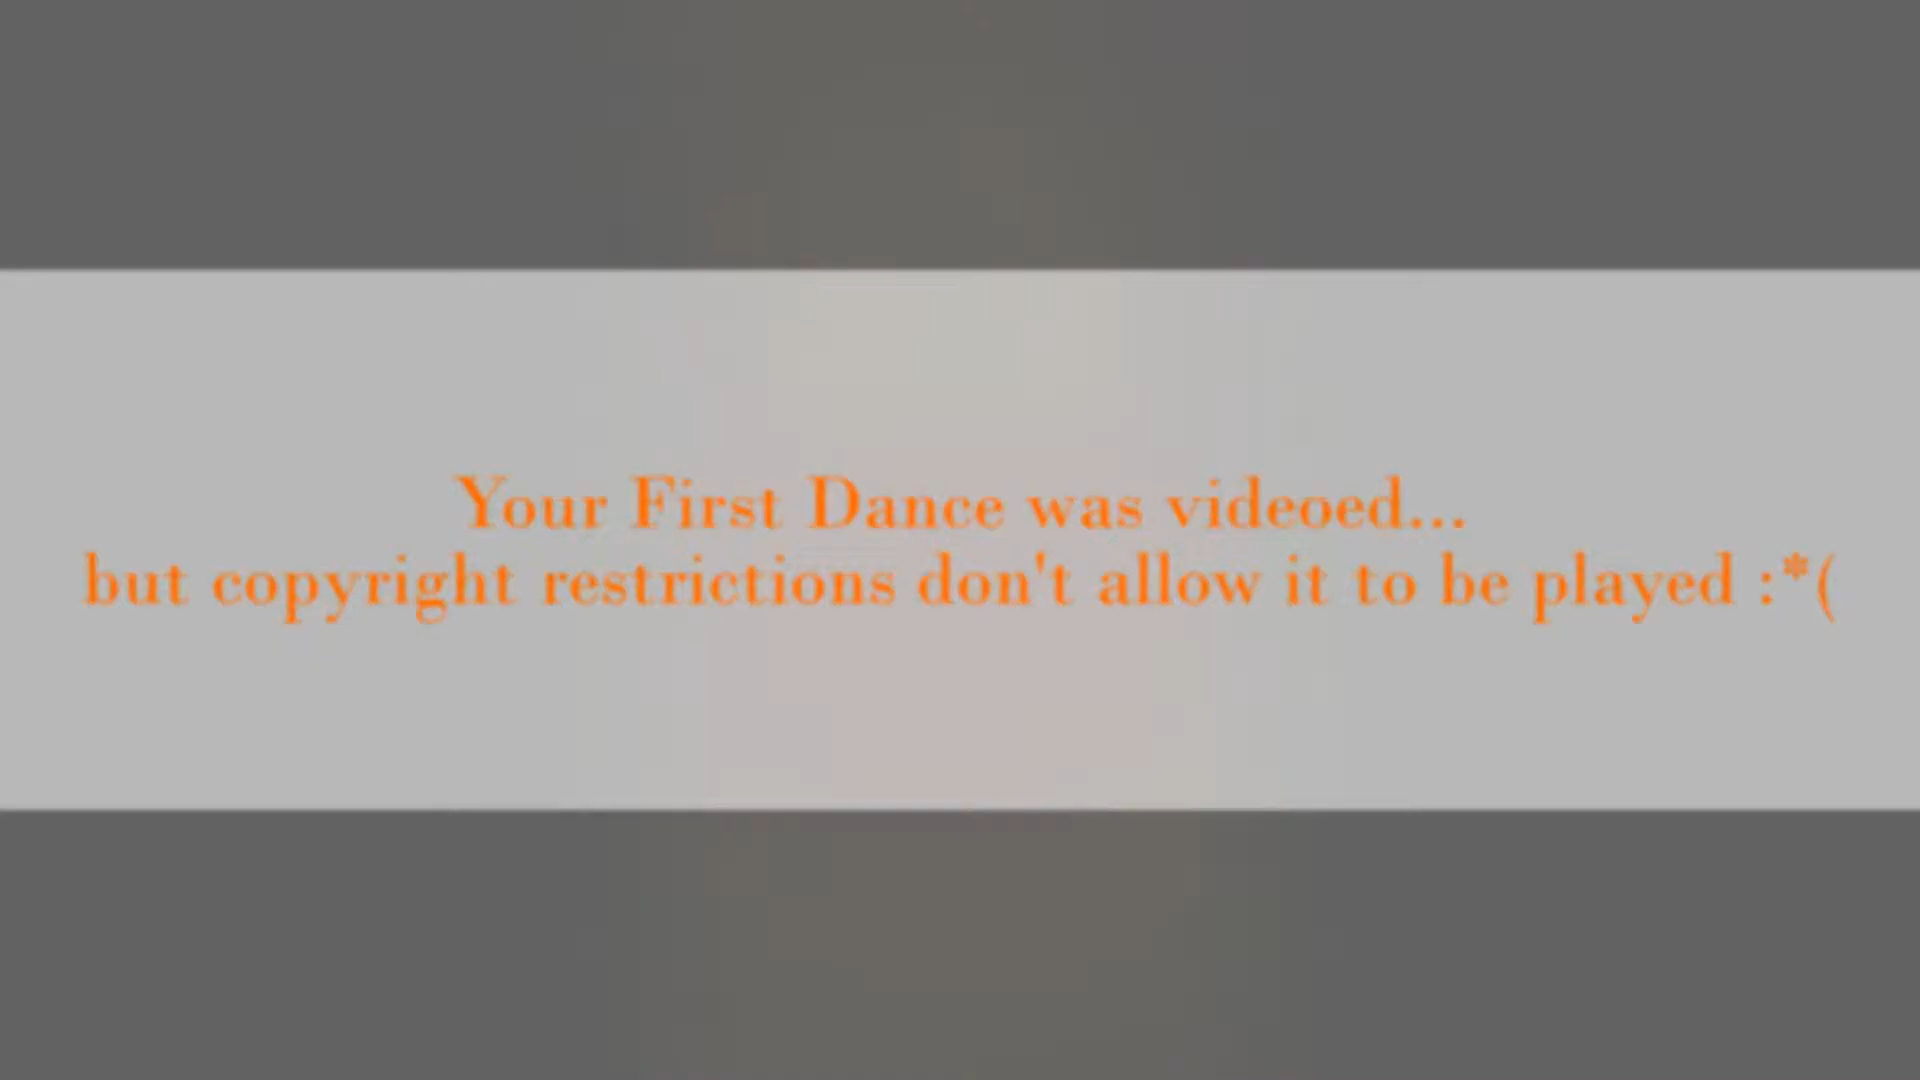 Your First Dance was videoed...
but copyright restrictions don't allow it to be played :*(